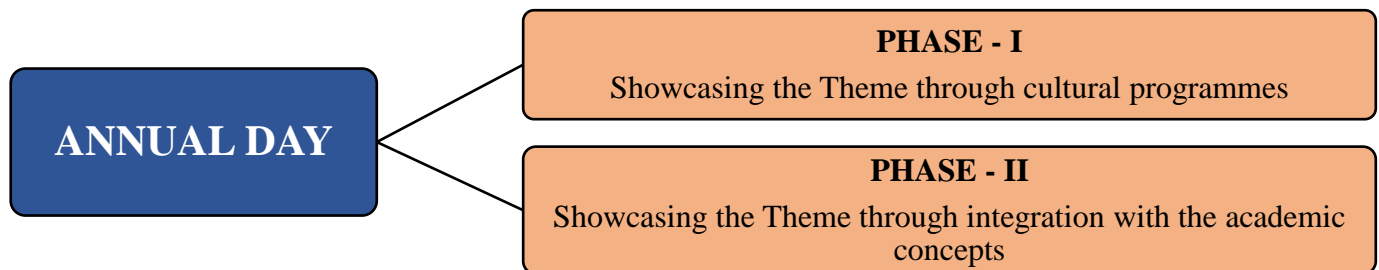 ANNUAL DAY
PHASE - I
Showcasing the Theme through cultural programmes
PHASE - II
Showcasing the Theme through integration with the academic
concepts